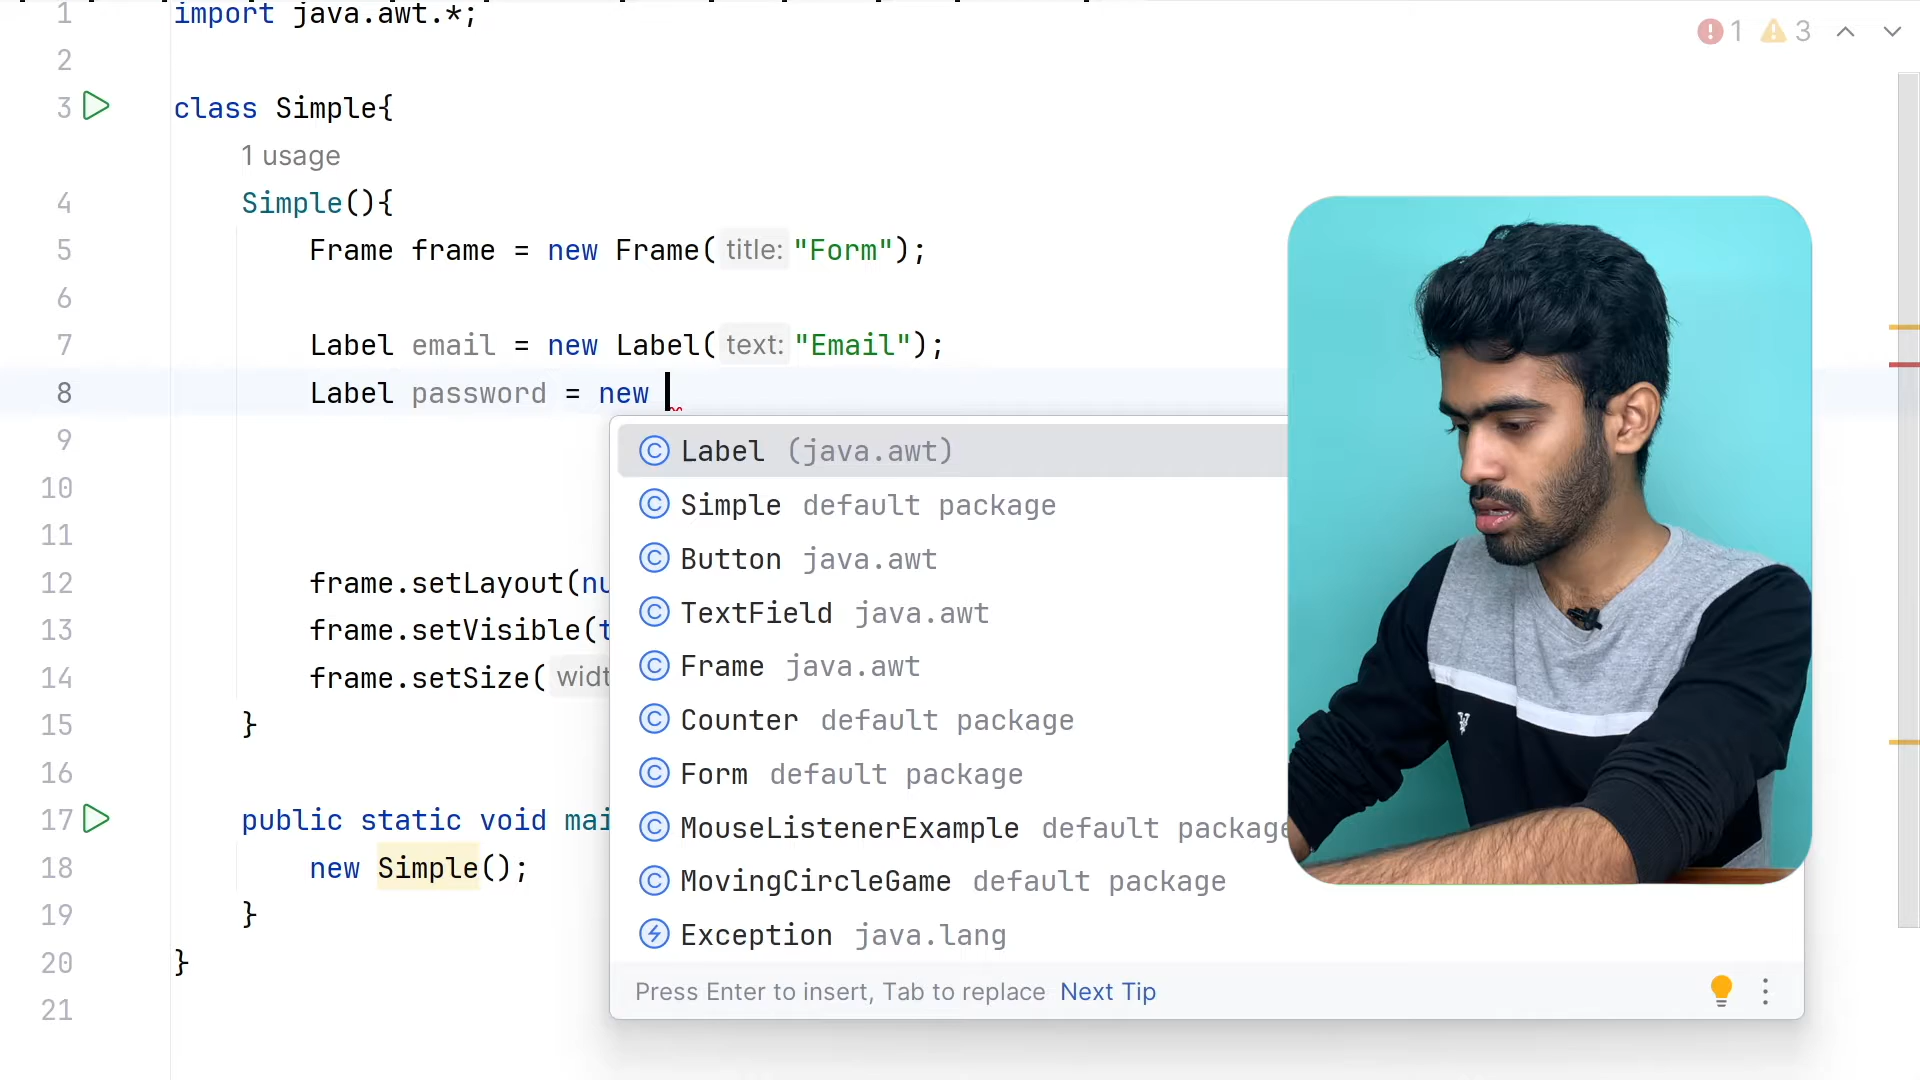 1 import java.awt.*;
1 3
2
3 class Simple{
1 usage
4 Simple(){
5 Frame frame = new Frame( title: "Form");
6
7 Label email = new Label( text: "Email");
8 Label password = new
9
10
11
12 frame.setLayout(nu
13 frame.setVisible(t
14 frame.setSize( widt
15 }
16
17 public static void mai
18 new Simple();
19 }
20 }
21
Label (java.awt)
Simple default package
Button java.awt
TextField java.awt
Frame java.awt
Counter default package
Form default package
MouseListenerExample default package
MovingCircleGame default package
Exception java.lang
Press Enter to insert, Tab to replace Next Tip